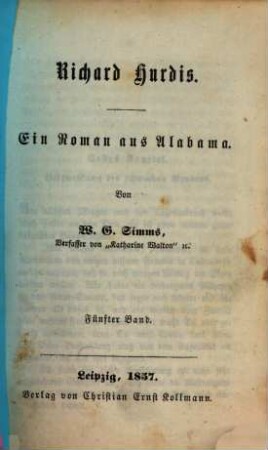 Richard Hurdis.
Ein Roman aus Alabama.
Von
W. G. Simms,
Verfasser von „Katharine Walton" ꝛc.
Fünfter Band.
Leipzig, 1857.
Verlag von Christian Ernst Kollmann.